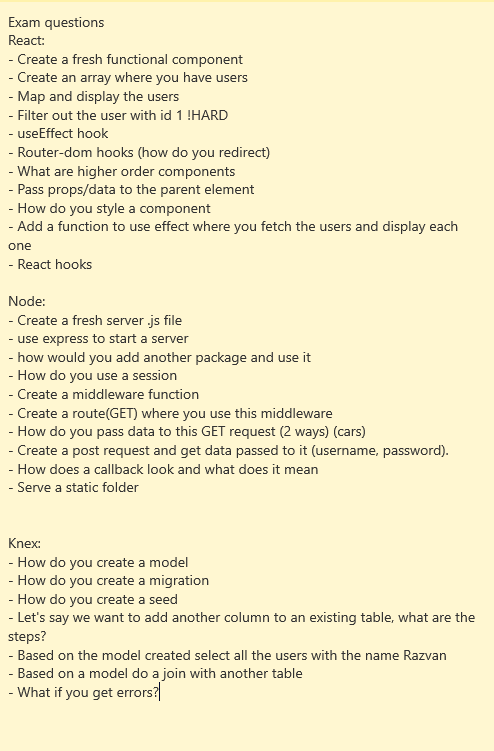 Exam questions
React:
- Create a fresh functional component
- Create an array where you have users
- Map and display the users
- Filter out the user with id 1 !HARD
- useEffect hook
- Router-dom hooks (how do you redirect)
- What are higher order components
- Pass props/data to the parent element
- How do you style a component
- Add a function to use effect where you fetch the users and display each
one
- React hooks
Node:
- Create a fresh server .js file
- use express to start a server
- how would you add another package and use it
- How do you use a session
- Create a middleware function
- Create a route(GET) where you use this middleware
- How do you pass data to this GET request (2 ways) (cars)
- Create a post request and get data passed to it (username, password).
- How does a callback look and what does it mean
- Serve a static folder
Knex:
- How do you create a model
- How do you create a migration
- How do you create a seed
- Let's say we want to add another column to an existing table, what are the
steps?
- Based on the model created select all the users with the name Razvan
- Based on a model do a join with another table
- What if you get errors?